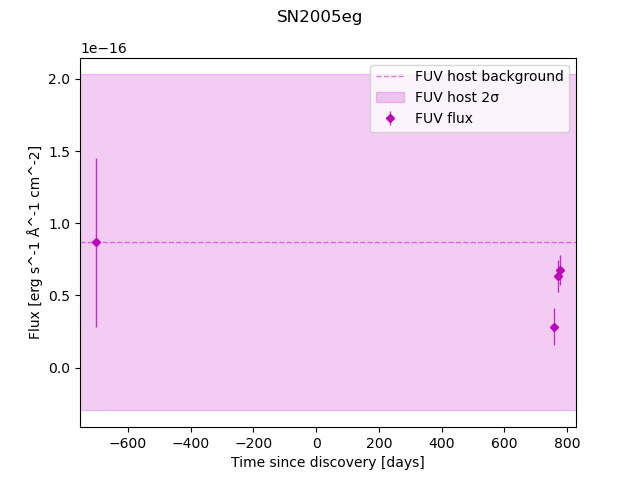 SN2005eg
1e−16
FUV host background
FUV host 2σ
FUV flux
2.0
1.5
1.0
0.5
0.0
Flux [erg s^-1 Å^-1 cm^-2]
−600 −400 −200 0 200 400 600 800
Time since discovery [days]